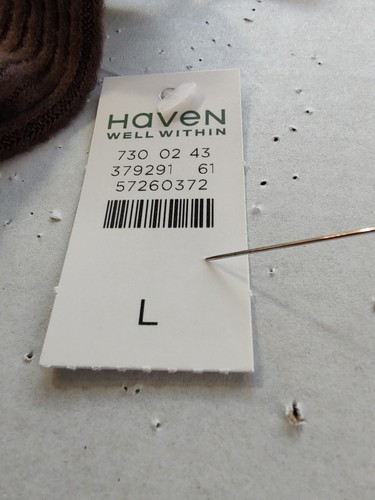 HAVEN
WELL WITHIN
730 02 43
379291 61
57260372
L